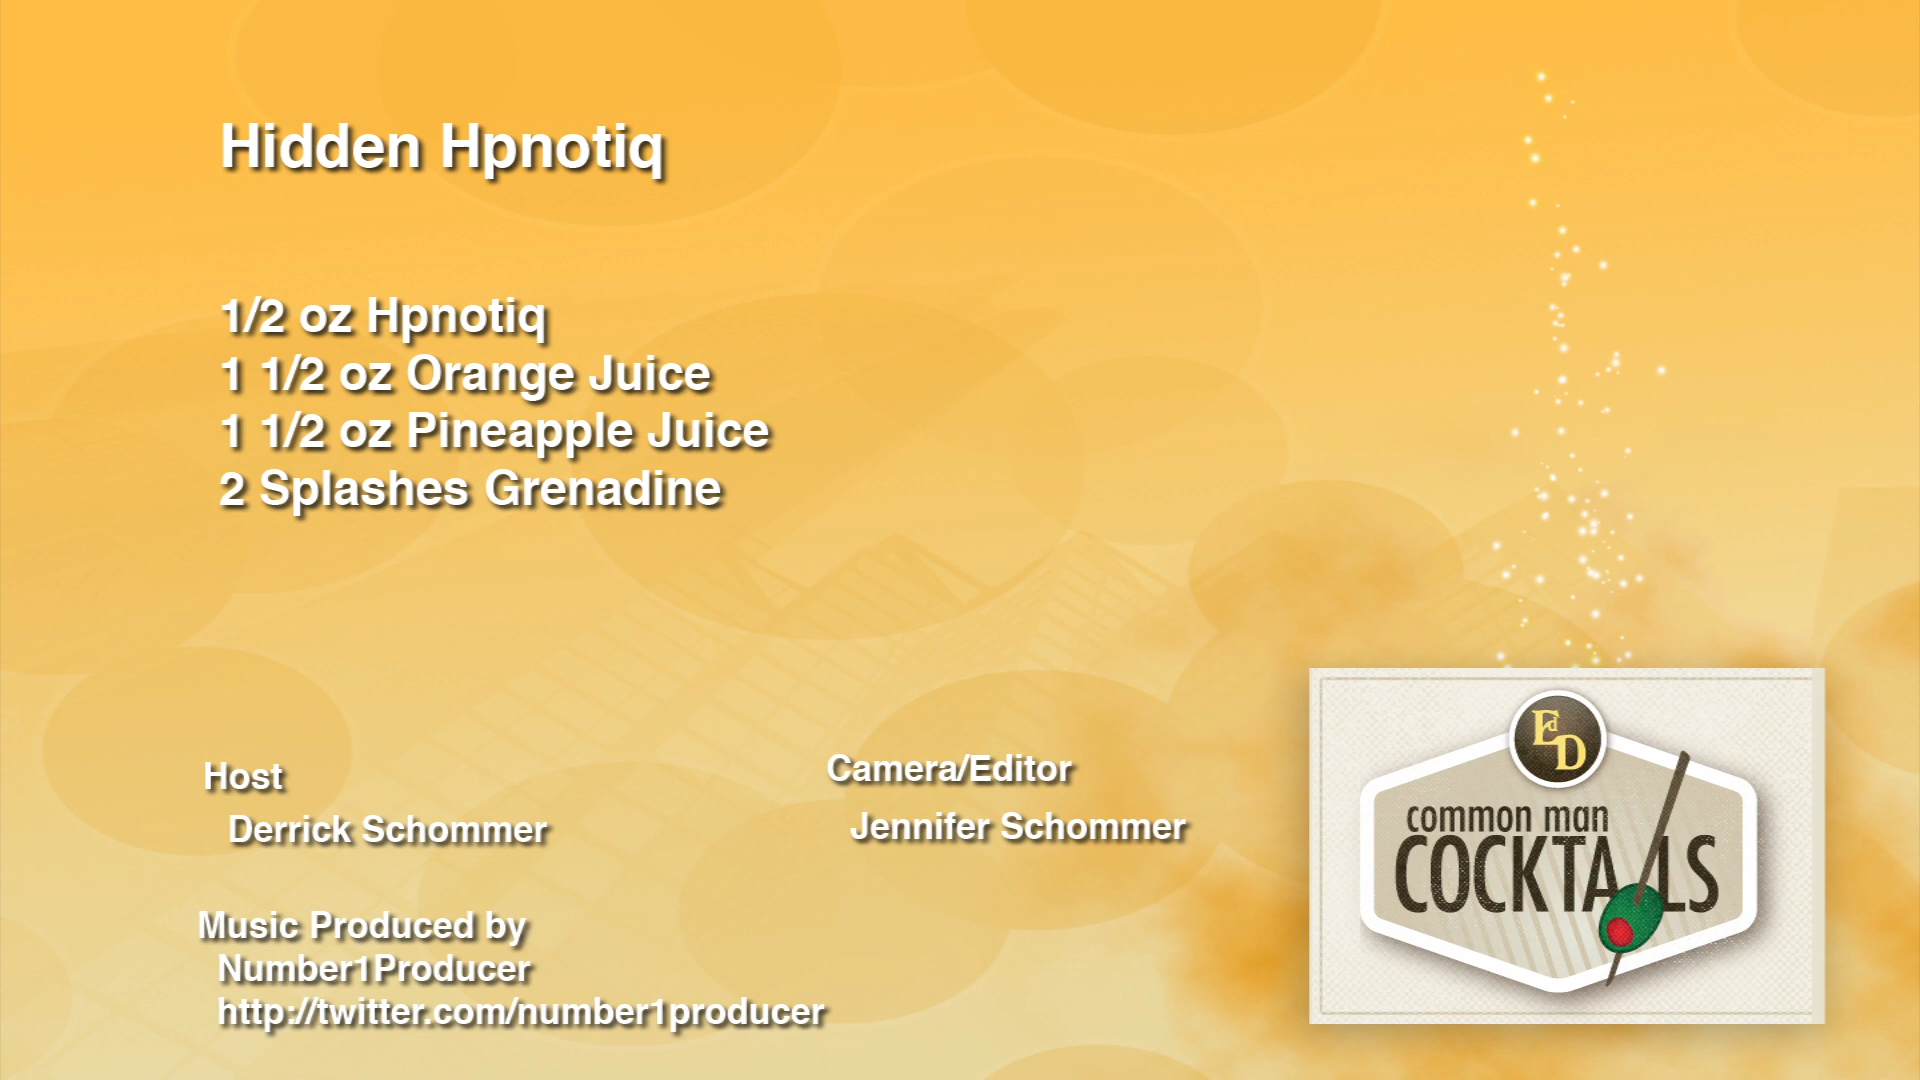 Hidden Hpnotiq
1/2 oz Hpnotiq
1 1/2 oz Orange Juice
1 1/2 oz Pineapple Juice
2 Splashes Grenadine
Host
Derrick Schommer
Camera/Editor
Jennifer Schommer
Music Produced by
Number1Producer
http://twitter.com/number1producer
EdD
common man
COCKTAILS